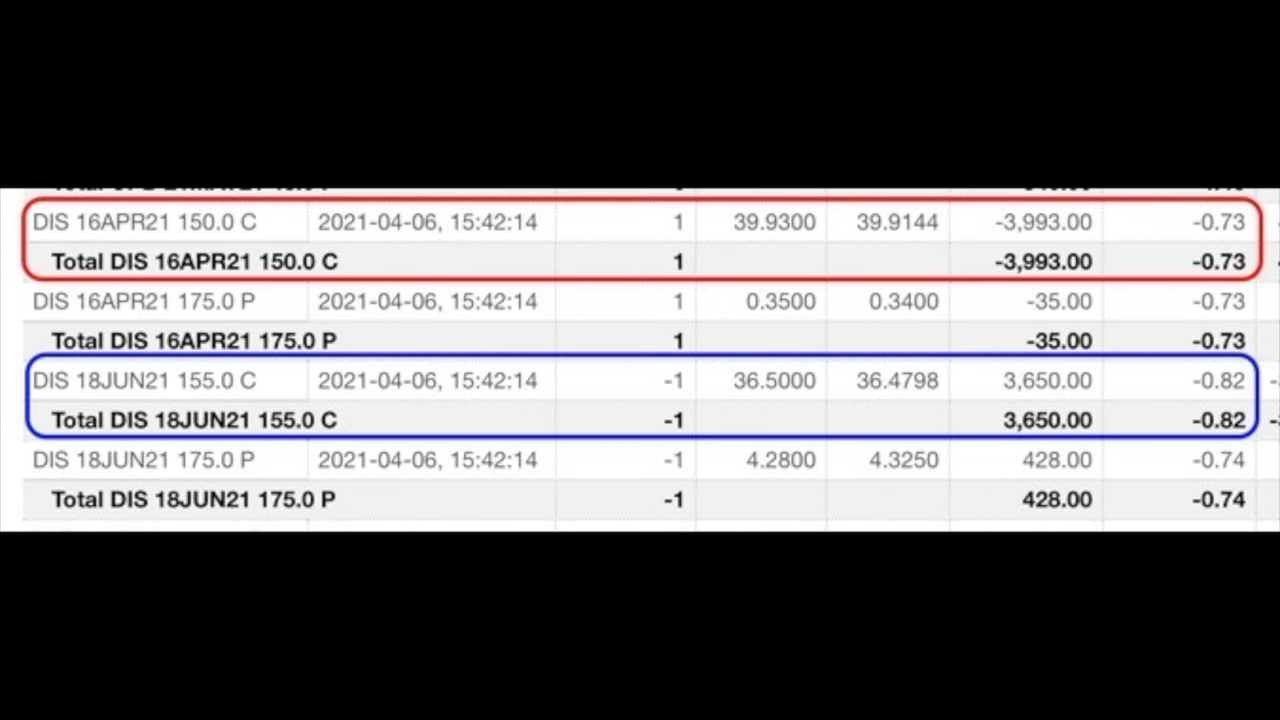 DIS 16APR21 150.0 C 2021-04-06, 15:42:14 1 39.9300 39.9144 -3,993.00 -0.73
Total DIS 16APR21 150.0 C 1 -3,993.00 -0.73
DIS 16APR21 175.0 P 2021-04-06, 15:42:14 1 0.3500 0.3400 -35.00 -0.73
Total DIS 16APR21 175.0 P 1 -35.00 -0.73
DIS 18JUN21 155.0 C 2021-04-06, 15:42:14 -1 36.5000 36.4798 3,650.00 -0.82
Total DIS 18JUN21 155.0 C -1 3,650.00 -0.82
DIS 18JUN21 175.0 P 2021-04-06, 15:42:14 -1 4.2800 4.3250 428.00 -0.74
Total DIS 18JUN21 175.0 P -1 428.00 -0.74